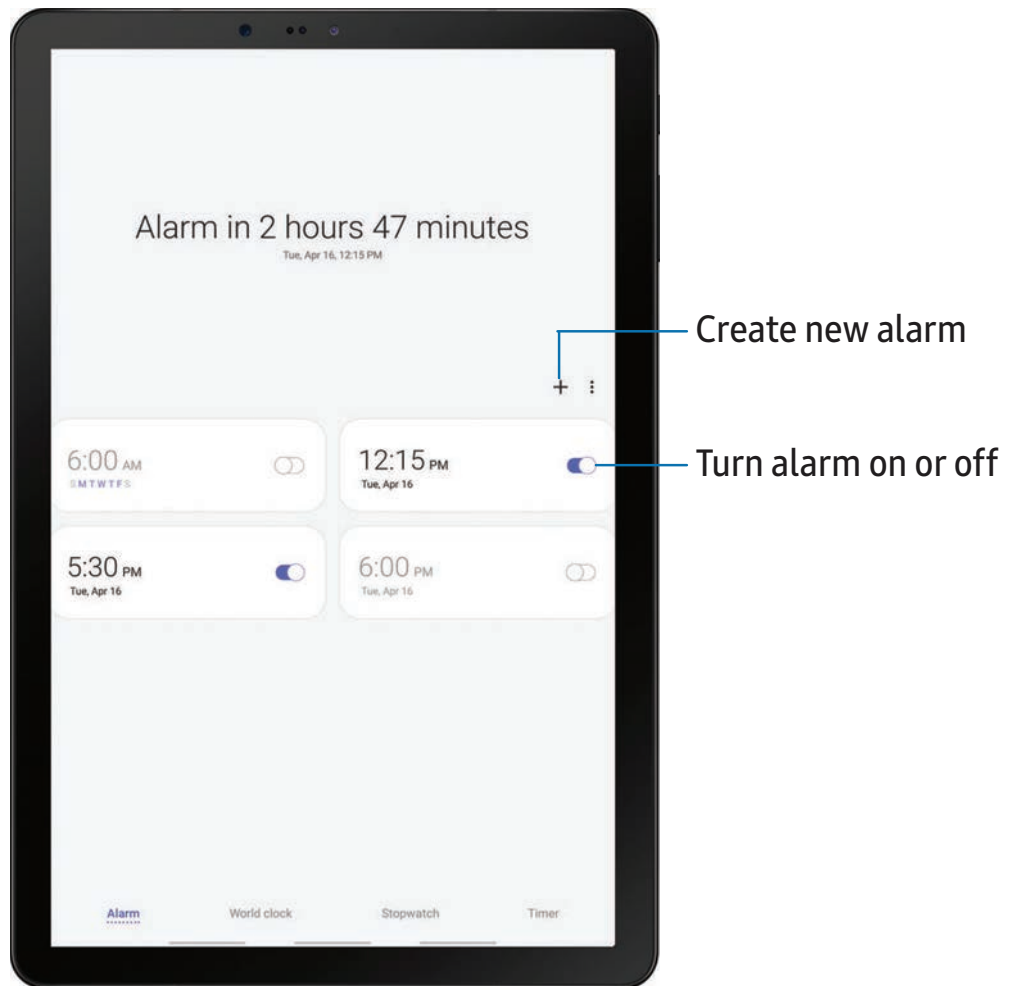 Alarm in 2 hours 47 minutes
Tue, Apr 16, 12:15 PM
Create new alarm
6:00 AM
SMTWTFS
12:15 PM
Tue, Apr 16
Turn alarm on or off
5:30 PM
Tue, Apr 16
6:00 PM
Tue, Apr 16
Alarm
World clock
Stopwatch
Timer